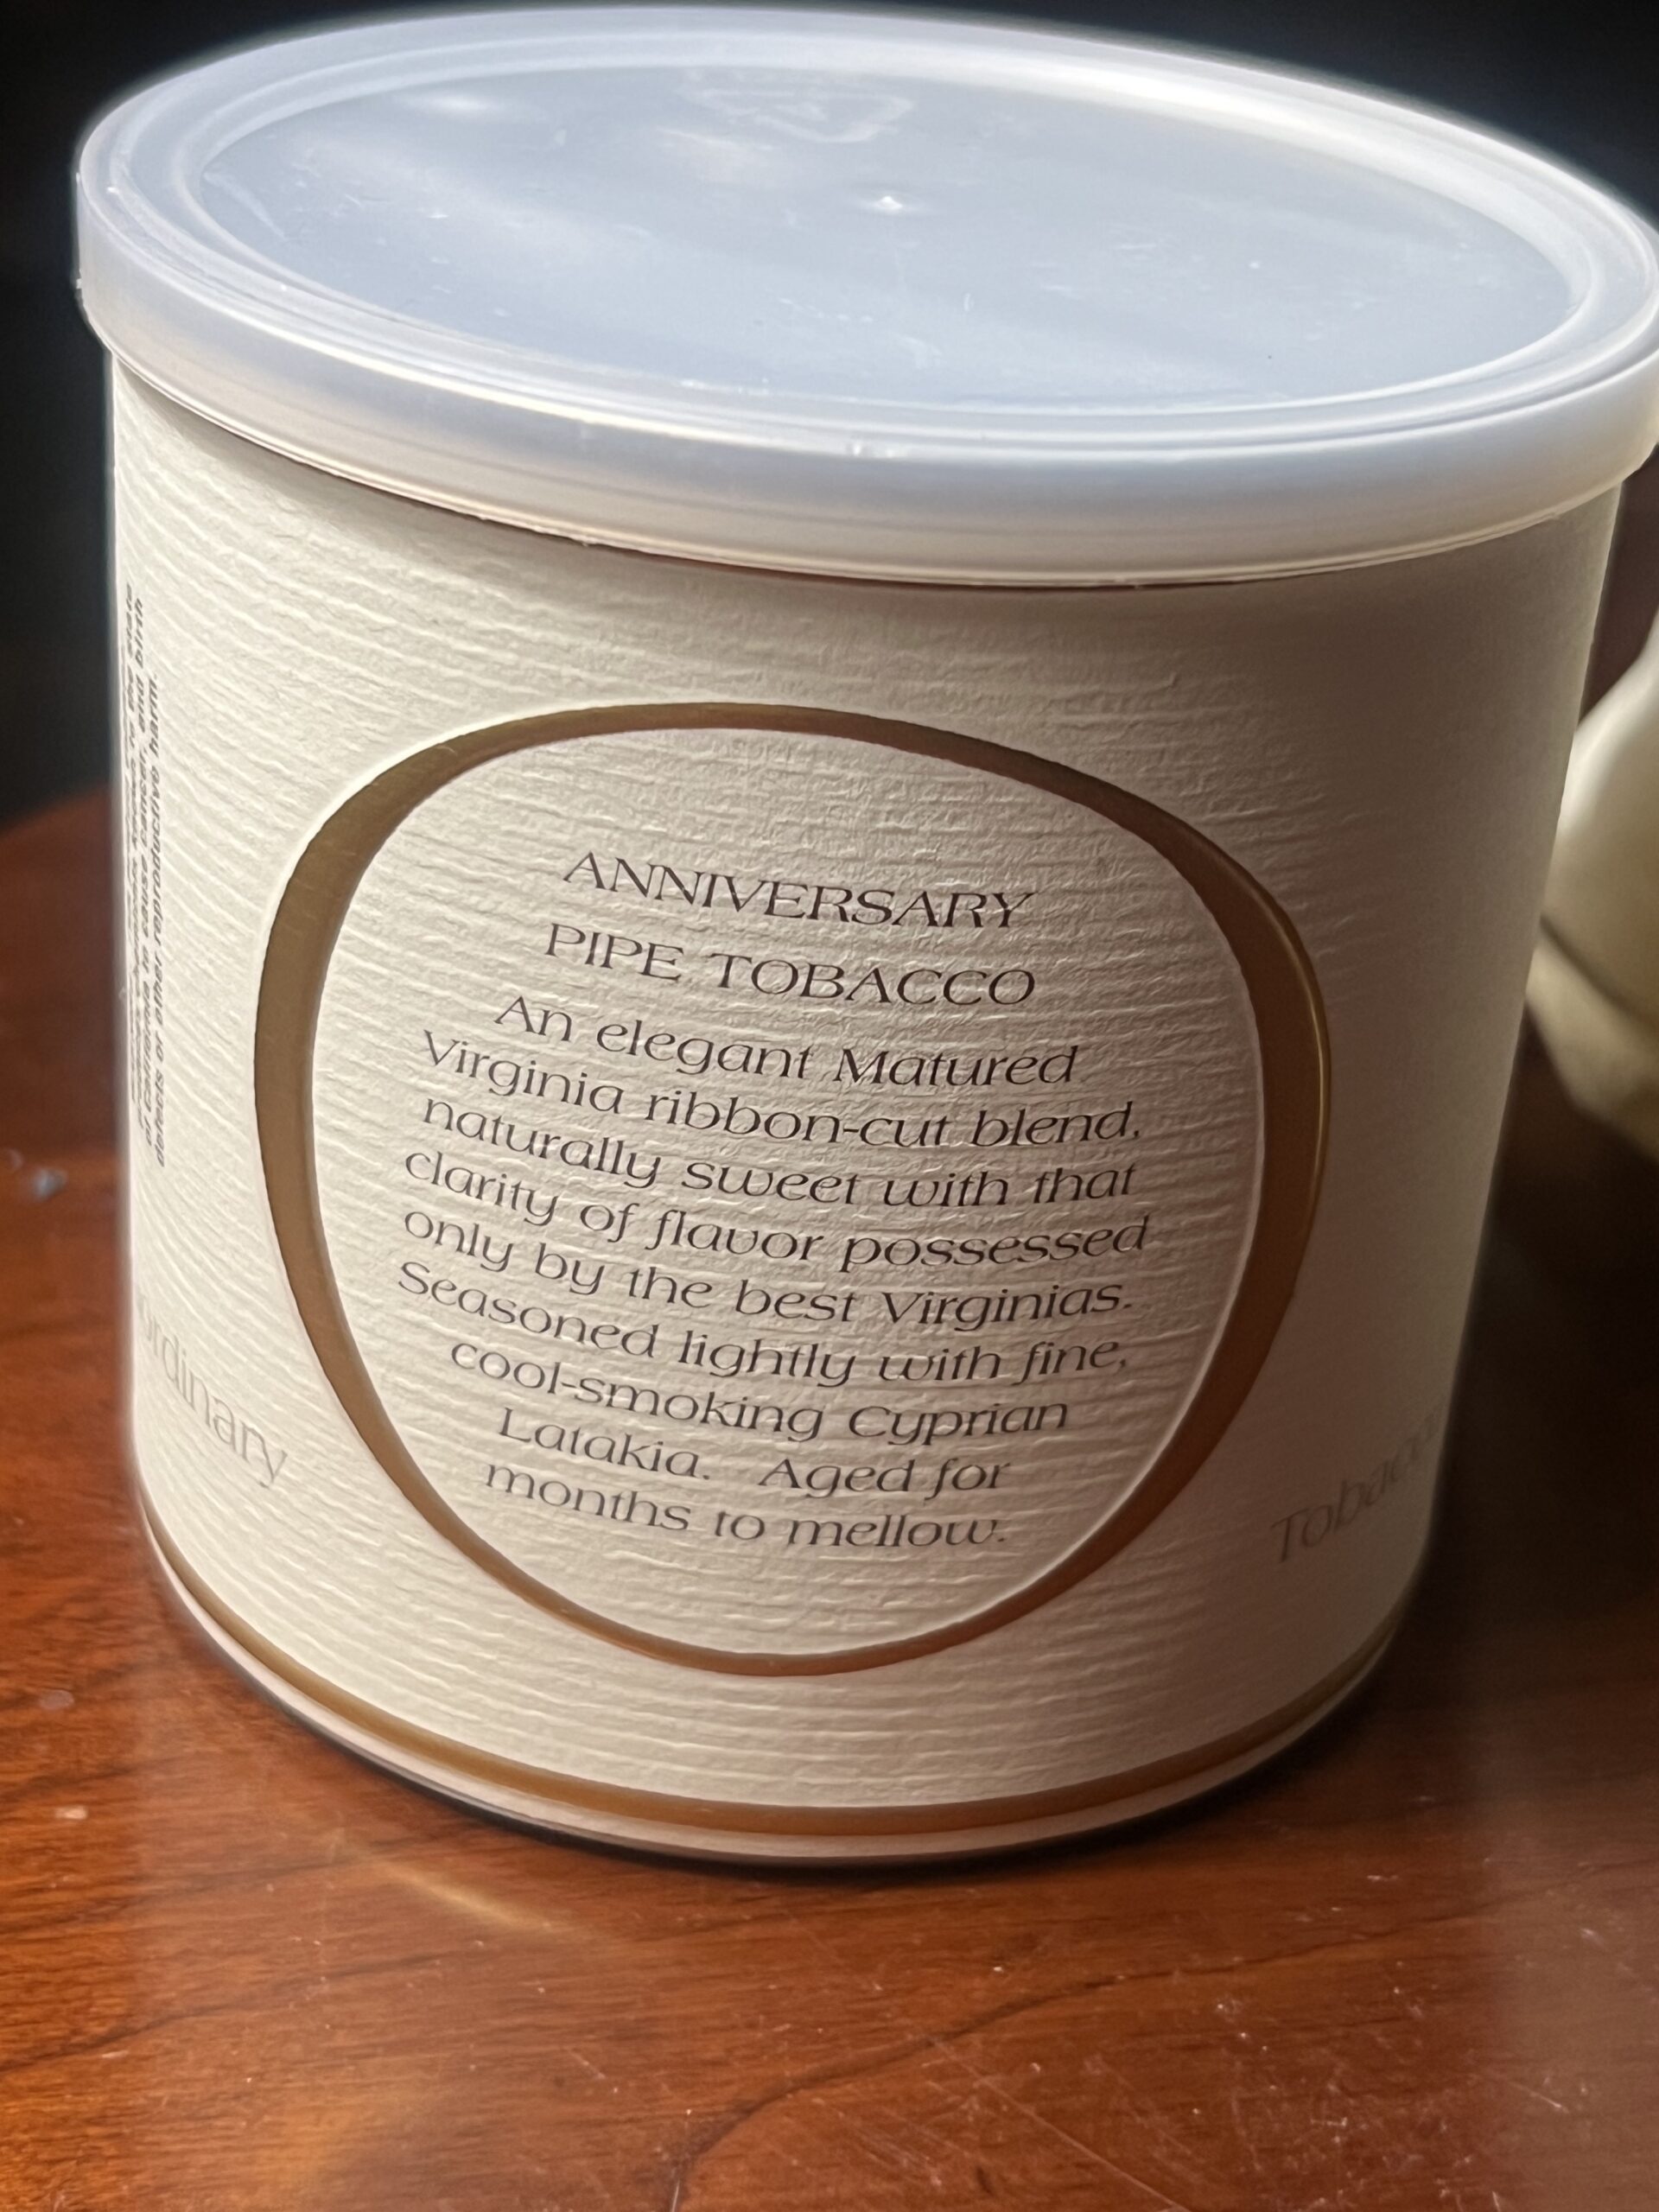 ANNIVERSARY
PIPE TOBACCO
An elegant Matured
Virginia ribbon-cut blend,
naturally sweet with that
clarity of flavor possessed
only by the best Virginias.
Seasoned lightly with fine,
cool-smoking Cyprian
Latakia. Aged for
months to mellow.
rdinary
Tobacco